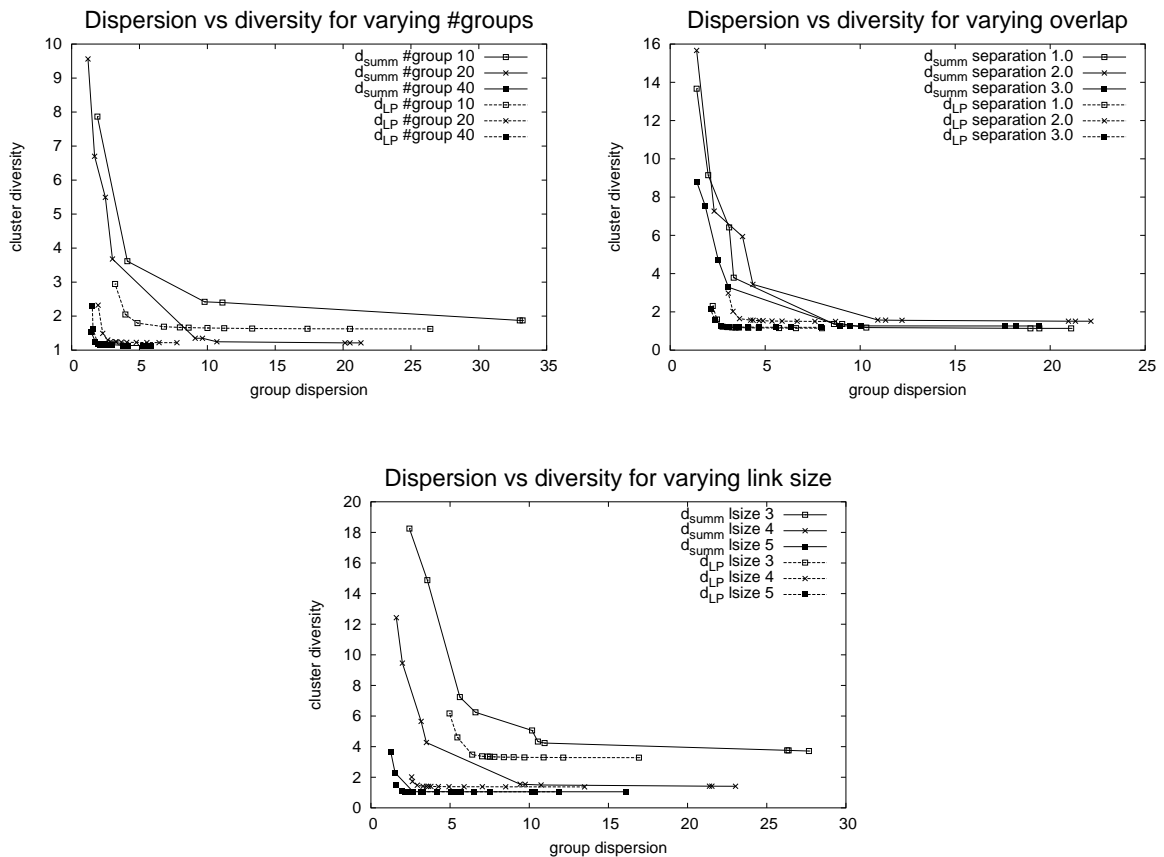 Dispersion vs diversity for varying #groups
10
9
8
7
6
5
4
3
2
1
cluster diversity
0 5 10 15 20 25 30 35
group dispersion
d_summ #group 10
d_summ #group 20
d_summ #group 40
d_LP #group 10
d_LP #group 20
d_LP #group 40
Dispersion vs diversity for varying overlap
16
14
12
10
8
6
4
2
0
cluster diversity
0 5 10 15 20 25
group dispersion
d_summ separation 1.0
d_summ separation 2.0
d_summ separation 3.0
d_LP separation 1.0
d_LP separation 2.0
d_LP separation 3.0
Dispersion vs diversity for varying link size
20
18
16
14
12
10
8
6
4
2
0
cluster diversity
0 5 10 15 20 25 30
group dispersion
d_summ lsize 3
d_summ lsize 4
d_summ lsize 5
d_LP lsize 3
d_LP lsize 4
d_LP lsize 5